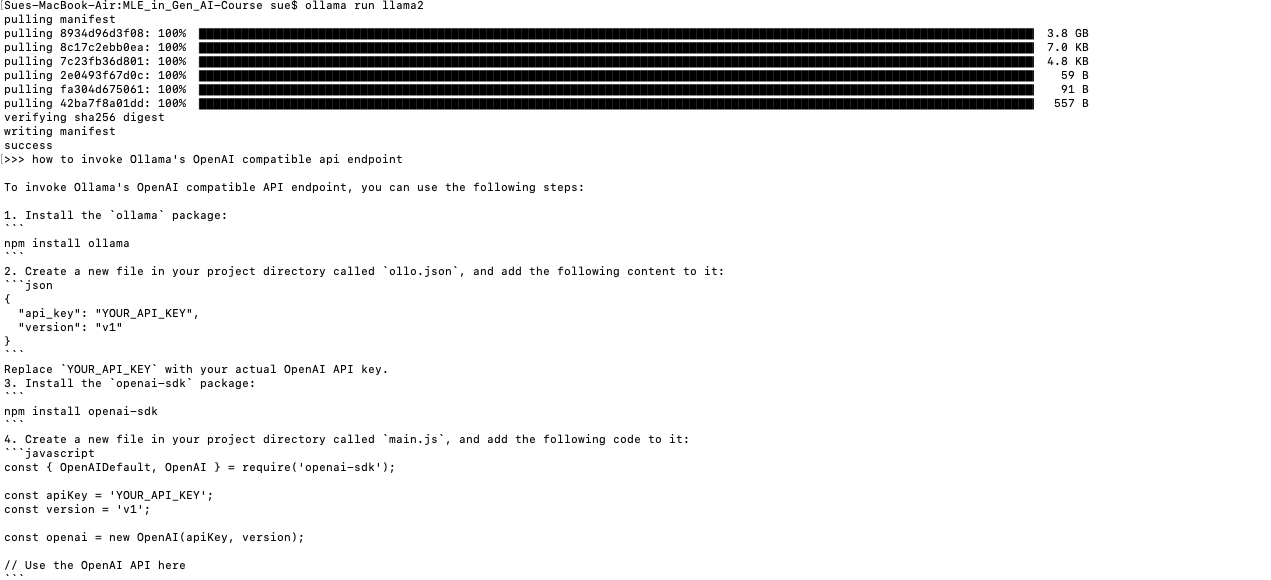 Sues-MacBook-Air:MLE_in_Gen_AI-Course sue$ ollama run llama2
pulling manifest
pulling 8934d96d3f08: 100% 3.8 GB
pulling 8c17c2ebb0ea: 100% 7.0 KB
pulling 7c23fb36d801: 100% 4.8 KB
pulling 2e0493f67d0c: 100% 59 B
pulling fa304d675061: 100% 91 B
pulling 42ba7f8a01dd: 100% 557 B
verifying sha256 digest
writing manifest
success
>>> how to invoke Ollama's OpenAI compatible api endpoint
To invoke Ollama's OpenAI compatible API endpoint, you can use the following steps:
1. Install the `ollama` package:
```
npm install ollama
```
2. Create a new file in your project directory called `ollo.json`, and add the following content to it:
```json
{
"api_key": "YOUR_API_KEY",
"version": "v1"
}
```
Replace `YOUR_API_KEY` with your actual OpenAI API key.
3. Install the `openai-sdk` package:
```
npm install openai-sdk
```
4. Create a new file in your project directory called `main.js`, and add the following code to it:
```javascript
const { OpenAIDefault, OpenAI } = require('openai-sdk');
const apiKey = 'YOUR_API_KEY';
const version = 'v1';
const openai = new OpenAI(apiKey, version);
// Use the OpenAI API here
```